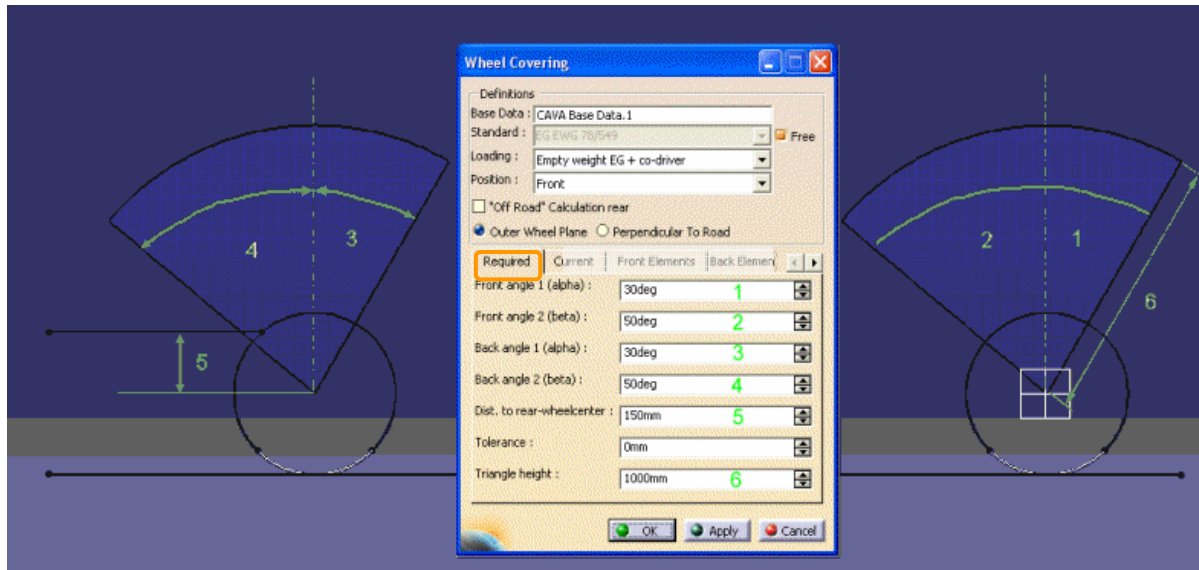 Wheel Covering
Definitions
Base Data : CAVA Base Data.1
Standard : EG EWG 78/549 Free
Loading : Empty weight EG + co-driver
Position : Front
"Off Road" Calculation rear
Outer Wheel Plane Perpendicular To Road
Required Current Front Elements Back Elemen
Front angle 1 (alpha) : 30deg 1
Front angle 2 (beta) : 50deg 2
Back angle 1 (alpha) : 30deg 3
Back angle 2 (beta) : 50deg 4
Dist. to rear-wheelcenter : 150mm 5
Tolerance : 0mm
Triangle height : 1000mm 6
OK Apply Cancel
4 3
5
2 1
6